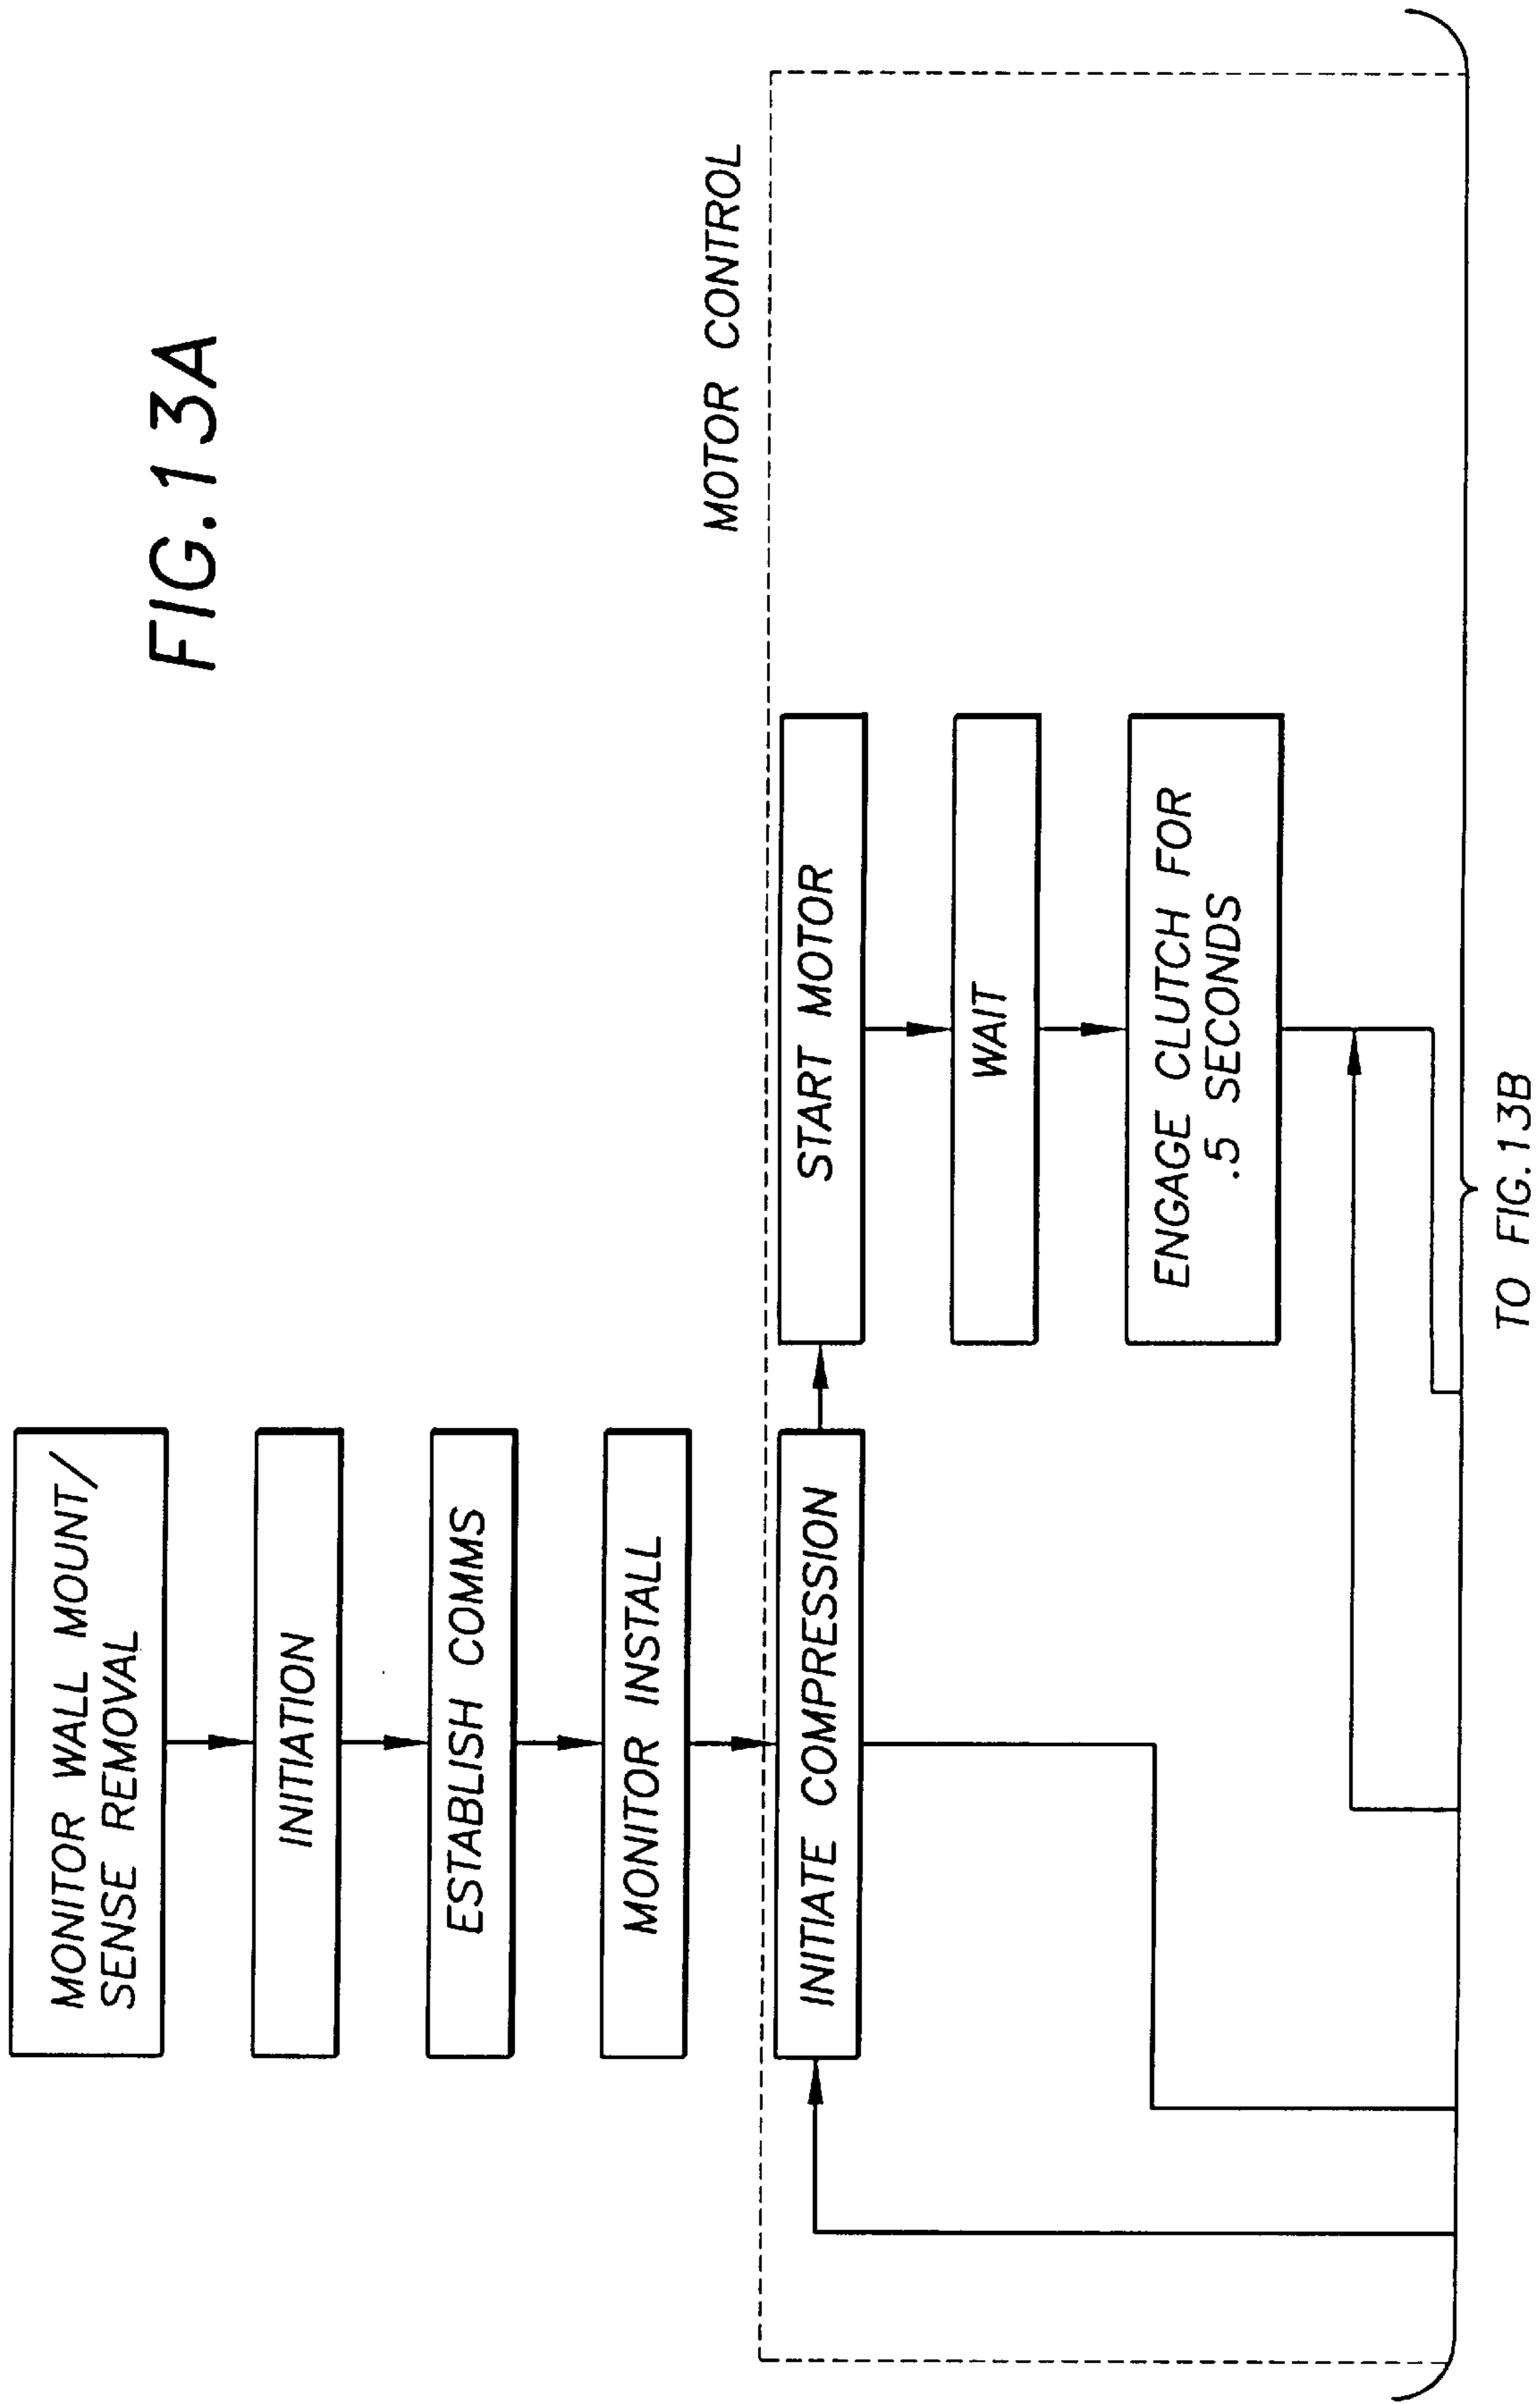 FIG.13A
MONITOR WALL MOUNT/
SENSE REMOVAL
INITIATION
ESTABLISH COMMS
MONITOR INSTALL
MOTOR CONTROL
INITIATE COMPRESSION
START MOTOR
WAIT
ENGAGE CLUTCH FOR
.5 SECONDS
TO FIG.13B